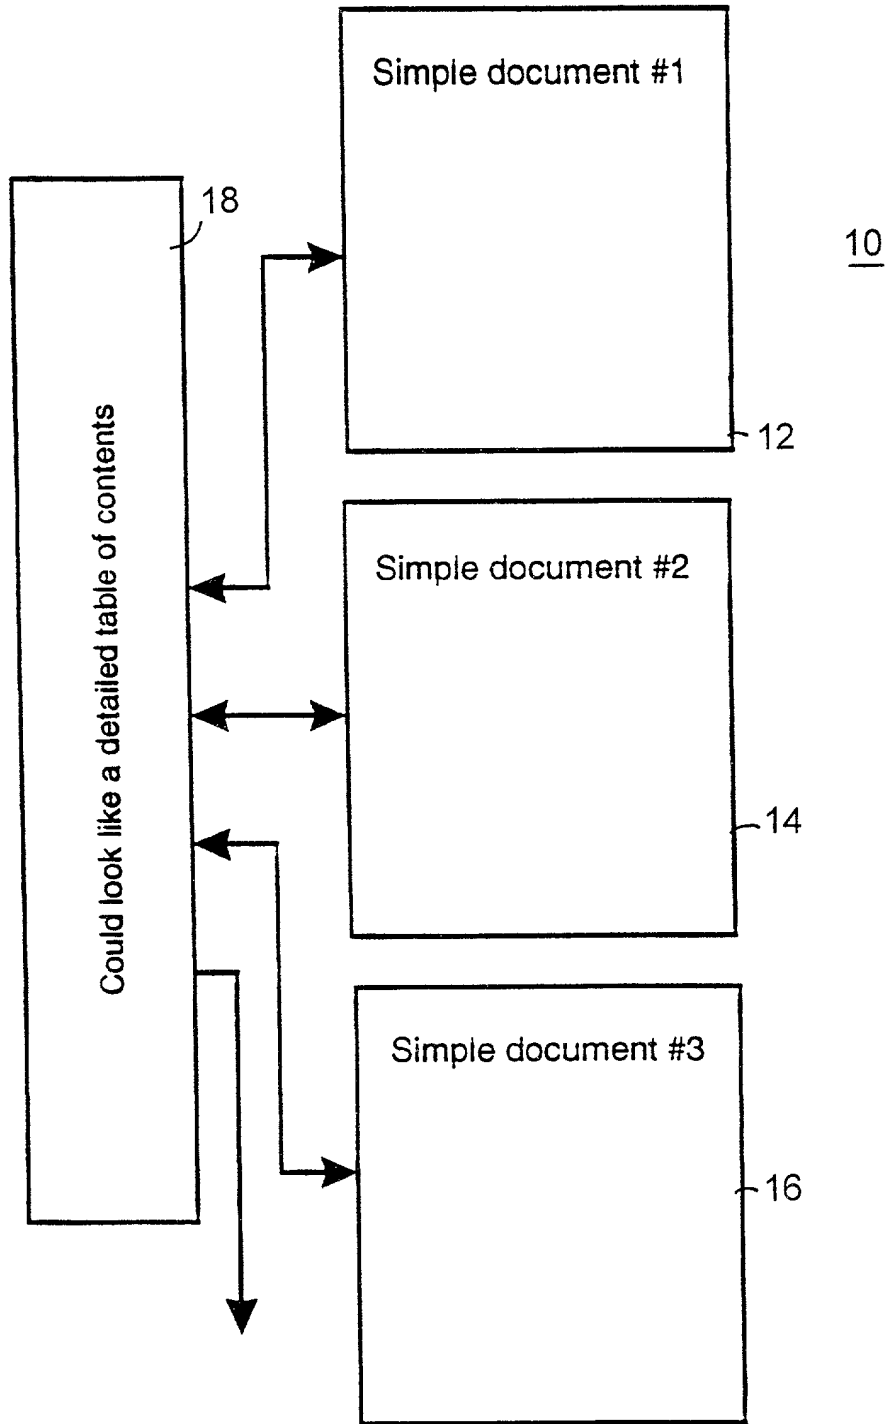 Simple document #1
18
10
12
Could look like a detailed table of contents
Simple document #2
14
Simple document #3
16